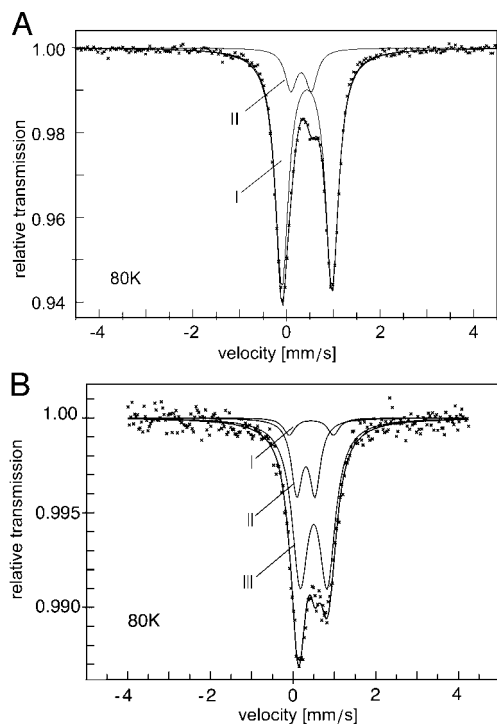 A
1.00
0.98
0.96
0.94
relative transmission
II
I
80K
-4
-2
0
2
4
velocity [mm/s]
B
1.00
0.995
0.990
relative transmission
I
II
III
80K
-4
-2
0
2
4
velocity [mm/s]